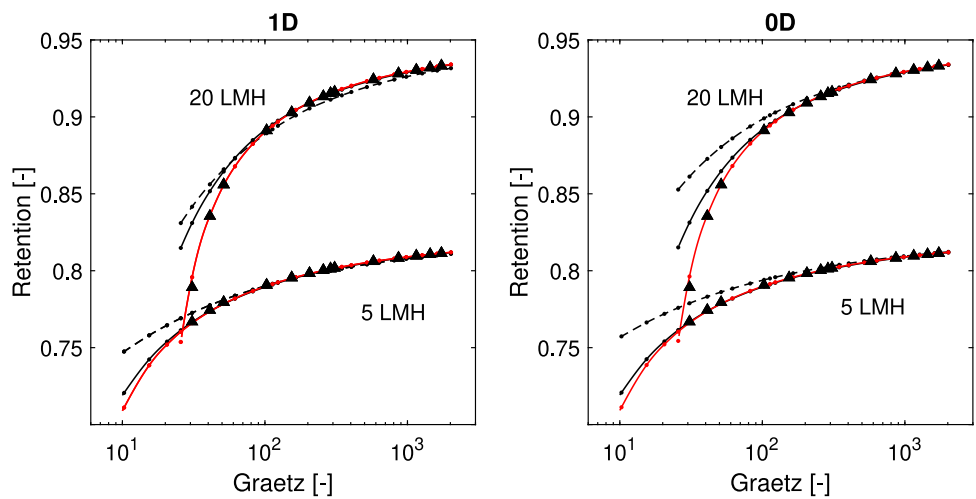 1D
0.95
0.9
0.85
0.8
0.75
Retention [-]
20 LMH
5 LMH
10^1
10^2
10^3
Graetz [-]
0D
0.95
0.9
0.85
0.8
0.75
Retention [-]
20 LMH
5 LMH
10^1
10^2
10^3
Graetz [-]